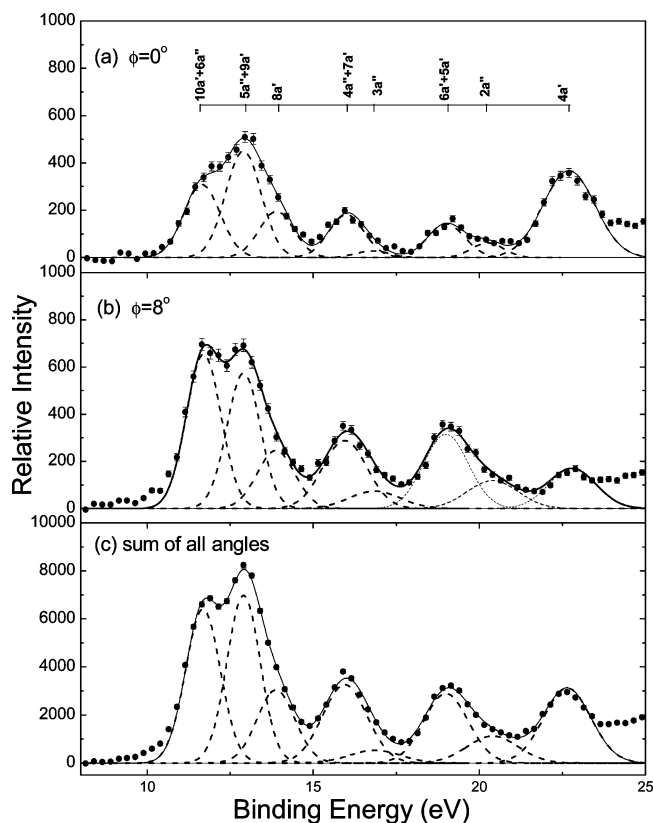 1000
(a) ϕ=0°
10a'+6a"
5a"+9a'
8a'
4a"+7a'
3a"
6a'+5a'
2a"
4a'
800
600
400
200
0
1000
(b) ϕ=8°
800
600
400
200
0
Relative Intensity
10000
(c) sum of all angles
8000
6000
4000
2000
0
10 15 20 25
Binding Energy (eV)